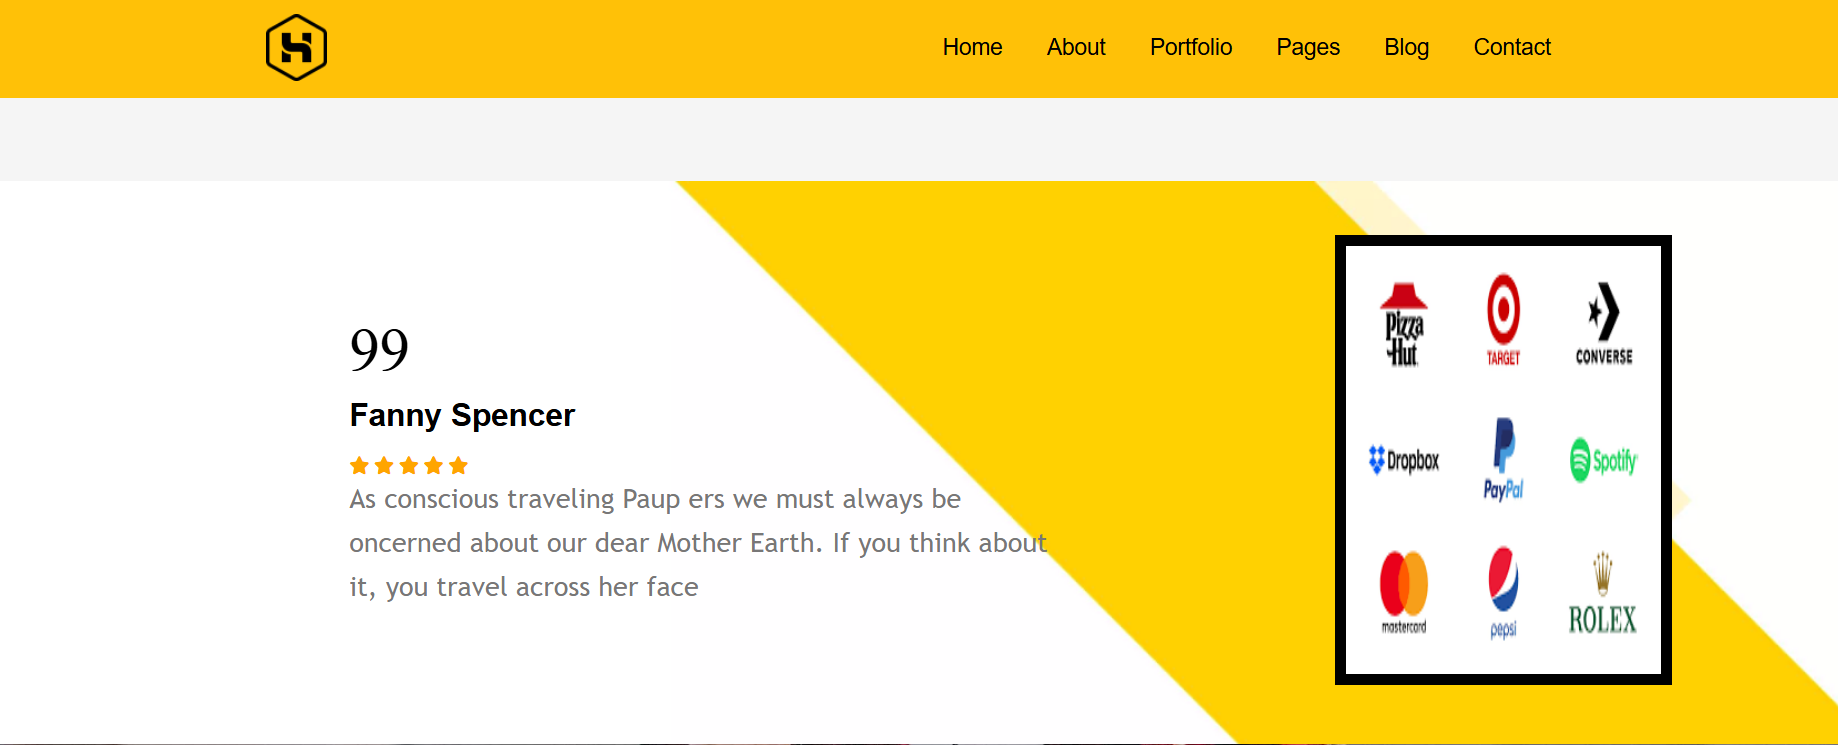 Home About Portfolio Pages Blog Contact
99
Fanny Spencer
As conscious traveling Paup ers we must always be
oncerned about our dear Mother Earth. If you think about
it, you travel across her face
Pizza
Hut
TARGET
CONVERSE
Dropbox
PayPal
Spotify
mastercard
pepsi
ROLEX